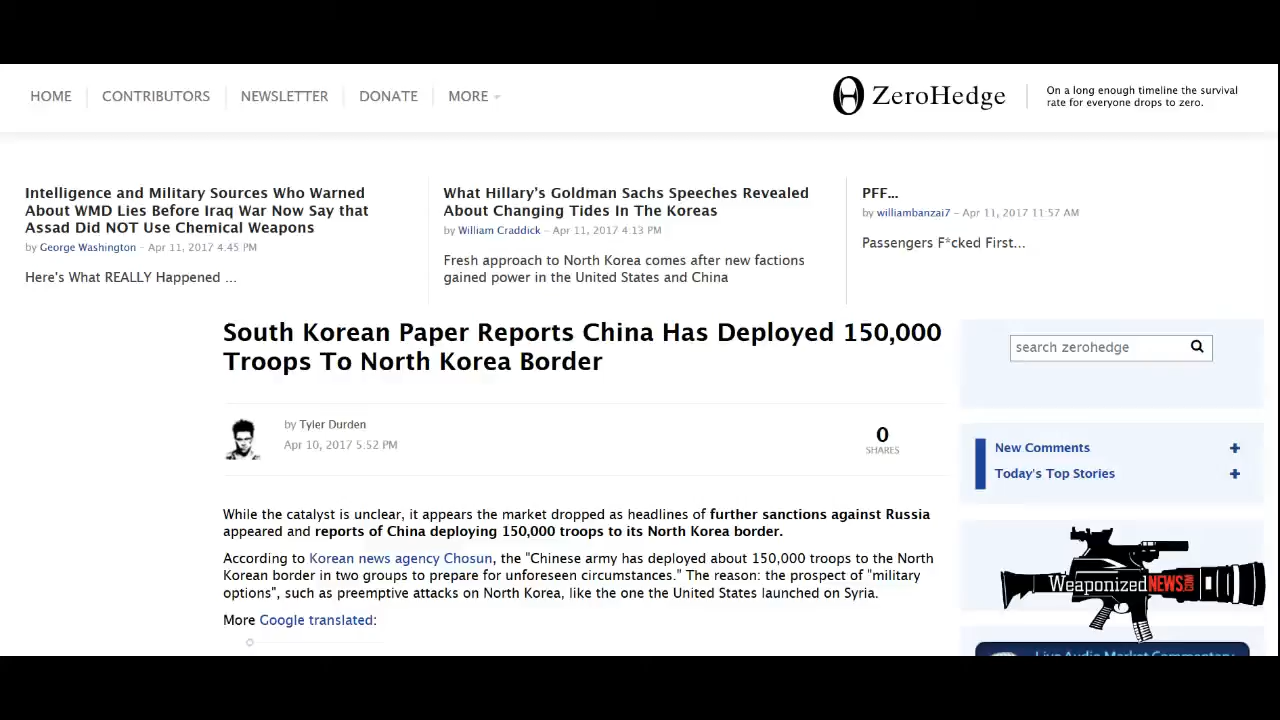 HOME
CONTRIBUTORS
NEWSLETTER
DONATE
MORE
ZeroHedge
On a long enough timeline the survival
rate for everyone drops to zero.
Intelligence and Military Sources Who Warned
About WMD Lies Before Iraq War Now Say that
Assad Did NOT Use Chemical Weapons
by George Washington - Apr 11, 2017 4:45 PM
Here's What REALLY Happened ...
What Hillary’s Goldman Sachs Speeches Revealed
About Changing Tides In The Koreas
by William Craddick - Apr 11, 2017 4:13 PM
Fresh approach to North Korea comes after new factions
gained power in the United States and China
PFF...
by williambanzai7 - Apr 11, 2017 11:57 AM
Passengers F*cked First...
South Korean Paper Reports China Has Deployed 150,000
Troops To North Korea Border
by Tyler Durden
Apr 10, 2017 5:52 PM
0
SHARES
While the catalyst is unclear, it appears the market dropped as headlines of further sanctions against Russia
appeared and reports of China deploying 150,000 troops to its North Korea border.
According to Korean news agency Chosun, the "Chinese army has deployed about 150,000 troops to the North
Korean border in two groups to prepare for unforeseen circumstances." The reason: the prospect of "military
options", such as preemptive attacks on North Korea, like the one the United States launched on Syria.
More Google translated:
search zerohedge
New Comments
Today's Top Stories
WeaponizedNEWS.COM
Live Audio Market Commentary